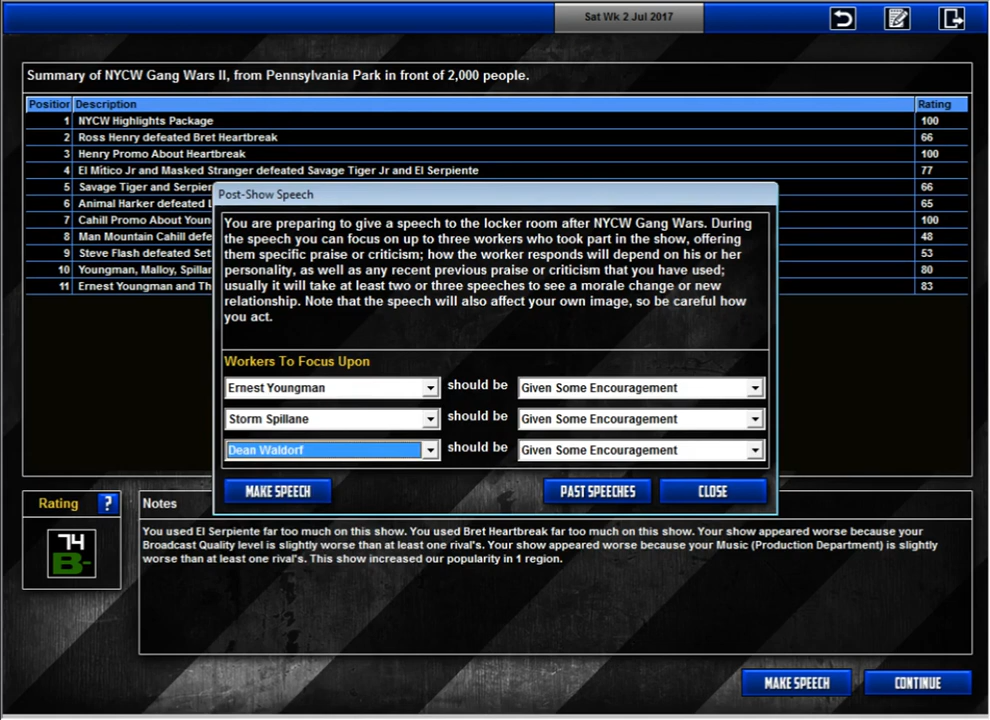 Sat Wk 2 Jul 2017
Summary of NYCW Gang Wars II, from Pennsylvania Park in front of 2,000 people.
Position Description Rating
1 NYCW Highlights Package 100
2 Ross Henry defeated Bret Heartbreak 66
3 Henry Promo About Heartbreak 100
4 El Mitico Jr and Masked Stranger defeated Savage Tiger Jr and El Serpiente 77
5 Savage Tiger and Serpier 66
6 Animal Harker defeated 65
7 Cahill Promo About Youn 100
8 Man Mountain Cahill defe 48
9 Steve Flash defeated Set 53
10 Youngman, Malloy, Spillar 80
11 Ernest Youngman and Th 83
Post-Show Speech
You are preparing to give a speech to the locker room after NYCW Gang Wars. During
the speech you can focus on up to three workers who took part in the show, offering
them specific praise or criticism; how the worker responds will depend on his or her
personality, as well as any recent previous praise or criticism that you have used;
usually it will take at least two or three speeches to see a morale change or new
relationship. Note that the speech will also affect your own image, so be careful how
you act.
Workers To Focus Upon
Ernest Youngman should be Given Some Encouragement
Storm Spillane should be Given Some Encouragement
Dean Waldorf should be Given Some Encouragement
MAKE SPEECH PAST SPEECHES CLOSE
Rating ?
74
B-
Notes
You used El Serpiente far too much on this show. You used Bret Heartbreak far too much on this show. Your show appeared worse because your
Broadcast Quality level is slightly worse than at least one rival's. Your show appeared worse because your Music (Production Department) is slightly
worse than at least one rival's. This show increased our popularity in 1 region.
MAKE SPEECH CONTINUE